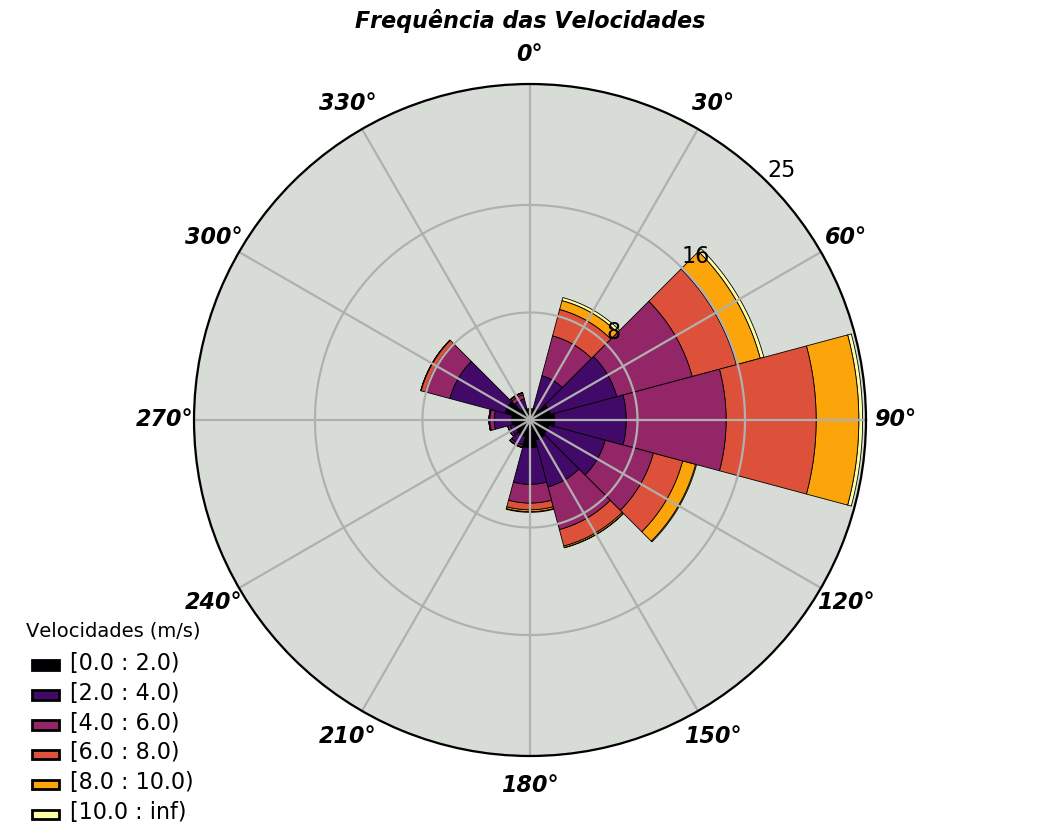 Frequência das Velocidades
0°
330°
30°
25
300°
60°
16
8
270°
90°
240°
120°
210°
150°
180°
Velocidades (m/s)
[0.0 : 2.0)
[2.0 : 4.0)
[4.0 : 6.0)
[6.0 : 8.0)
[8.0 : 10.0)
[10.0 : inf)